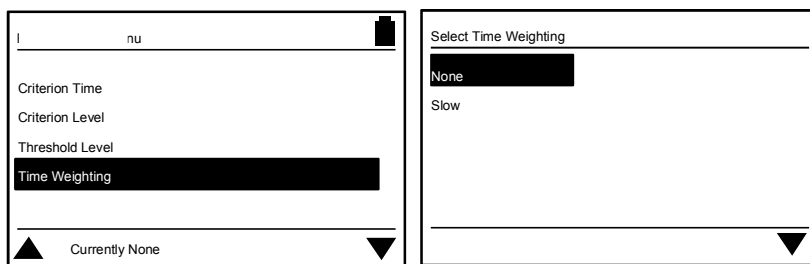 nu
Criterion Time
Criterion Level
Threshold Level
Time Weighting
Currently None
Select Time Weighting
None
Slow